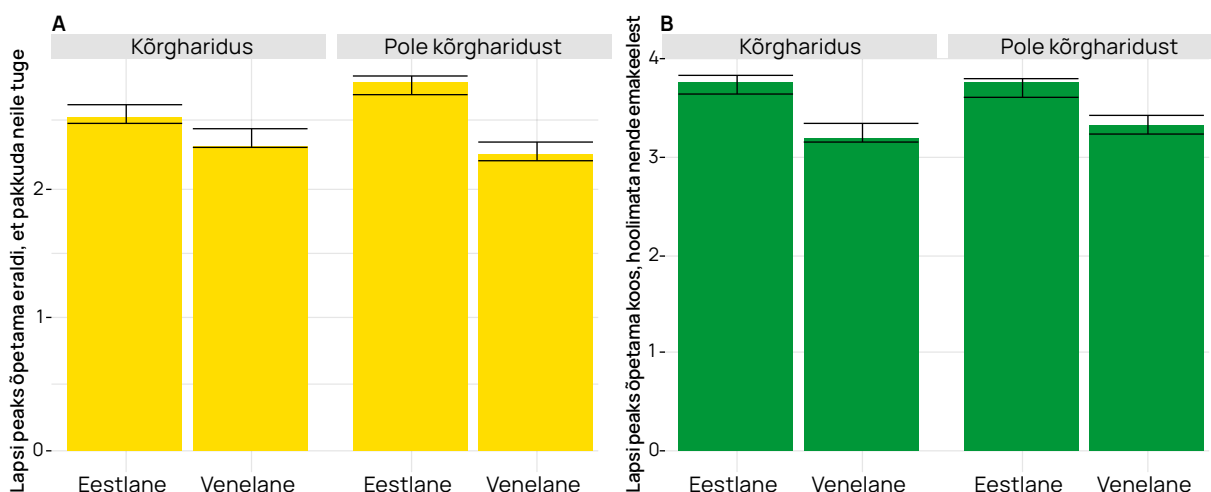 A
Kõrgharidus
Pole kõrgharidust
Lapsi peaks õpetama eraldi, et pakkuda neile tuge
2
1
0
Eestlane
Venelane
Eestlane
Venelane
B
Kõrgharidus
Pole kõrgharidust
Lapsi peaks õpetama koos, hoolimata nende emakeelest
4
3
2
1
0
Eestlane
Venelane
Eestlane
Venelane